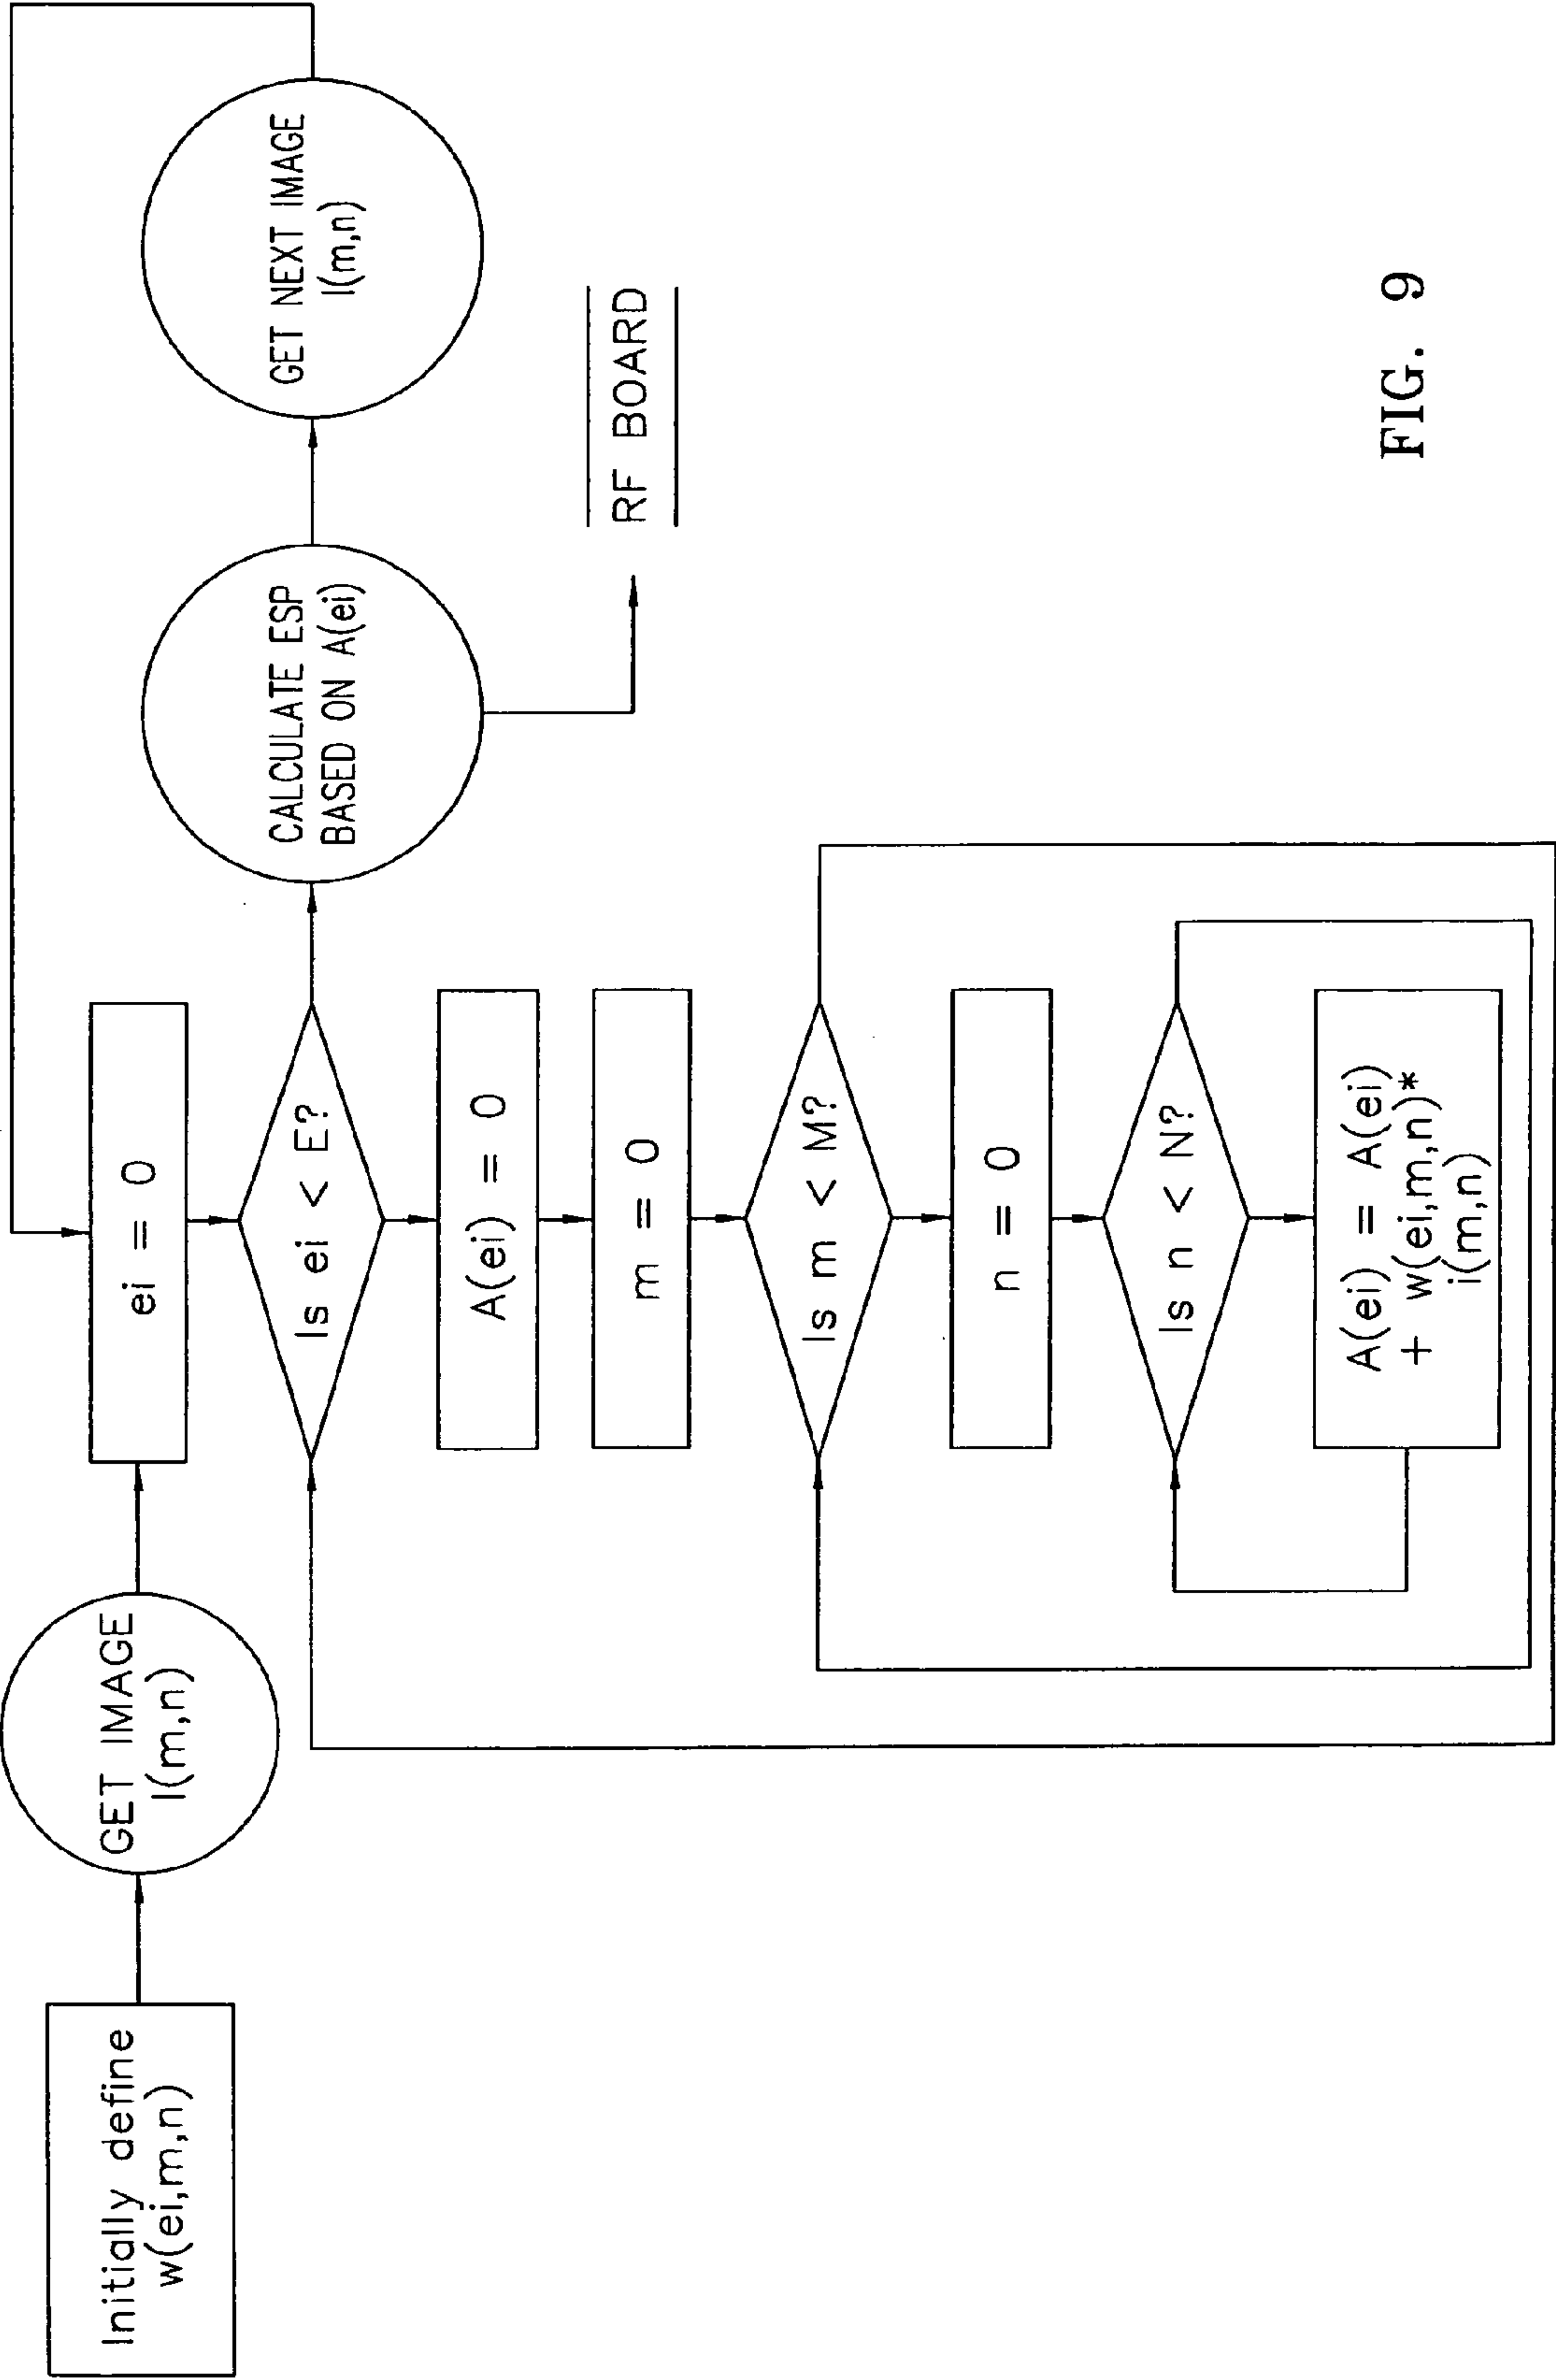 Initially define
w(ei,m,n)
GET IMAGE
I(m,n)
ei = 0
Is ei < E?
A(ei) = 0
m = 0
Is m < M?
n = 0
Is n < N?
A(ei) = A(ei)
+ w(ei,m,n)*
i(m,n)
CALCULATE ESP
BASED ON A(ei)
RF BOARD
GET NEXT IMAGE
I(m,n)
FIG. 9